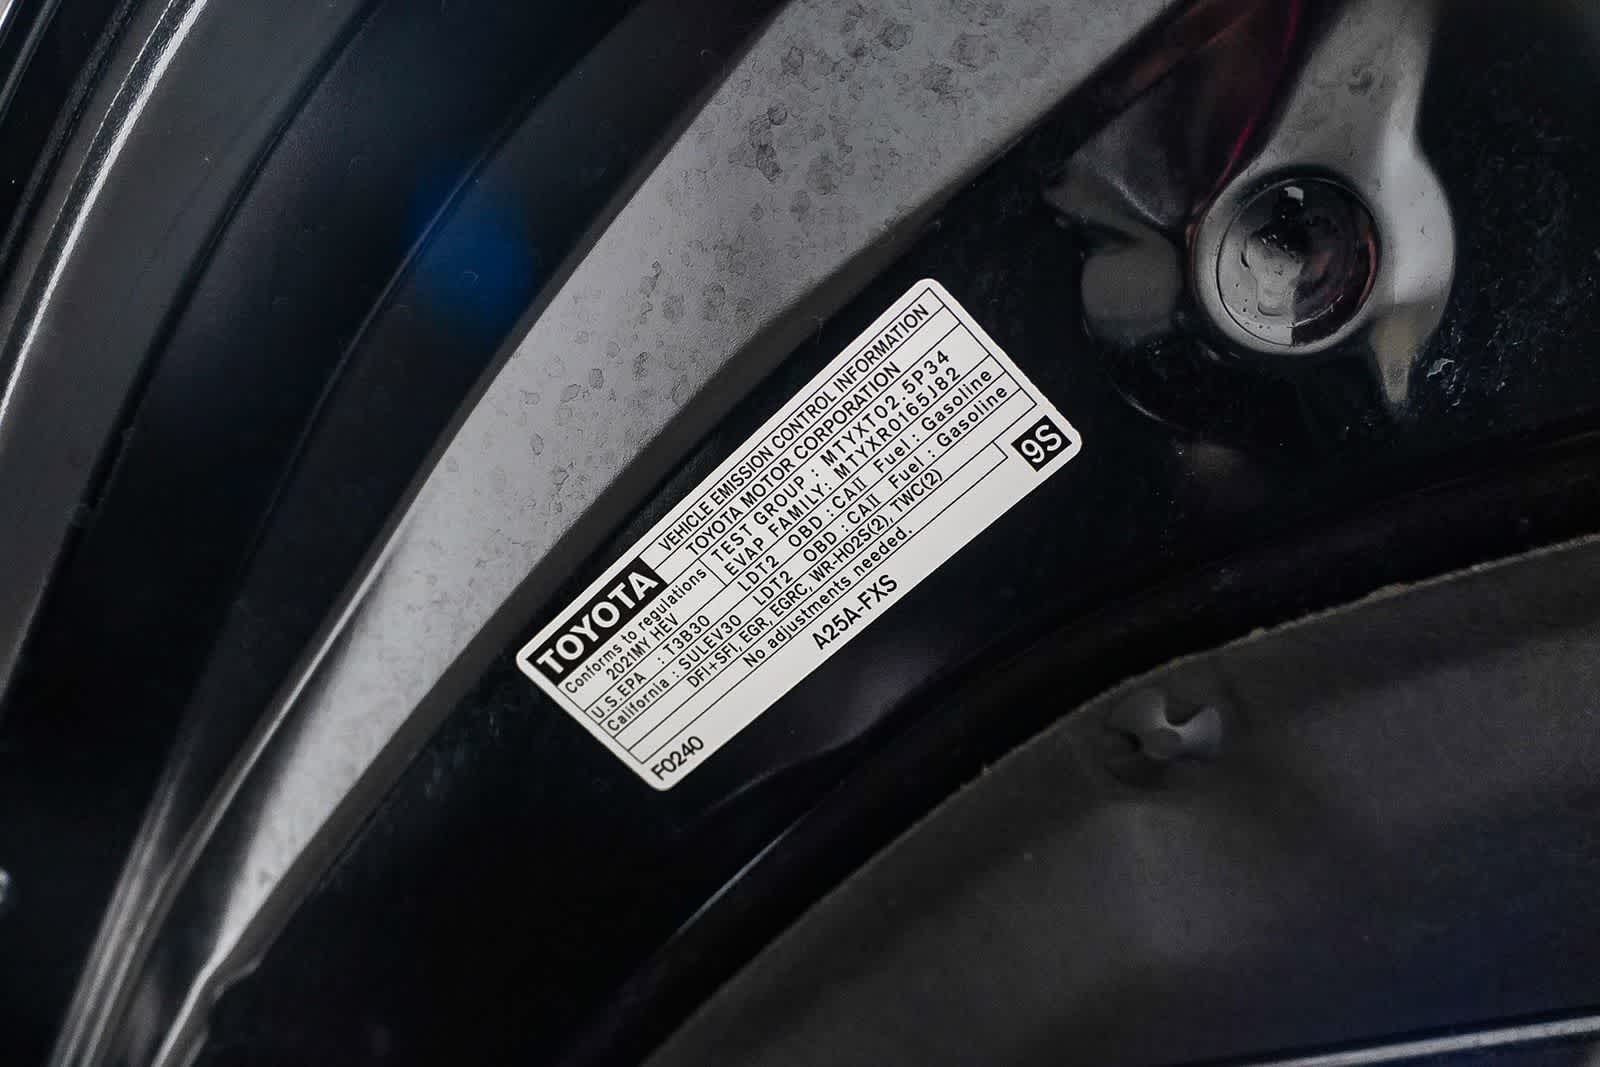 TOYOTA
VEHICLE EMISSION CONTROL INFORMATION
Conforms to regulations
2021MY HEV
TOYOTA MOTOR CORPORATION
TEST GROUP : MTYXT02.5P34
EVAP FAMILY: MTYXR0165J82
U.S.EPA : T3B30 LDT2 OBD : CAII Fuel : Gasoline
California : SULEV30 LDT2 OBD : CAII Fuel : Gasoline
DFI+SFI, EGR, EGRC, WR-HO2S(2), TWC(2)
No adjustments needed.
9S
F0240
A25A-FXS